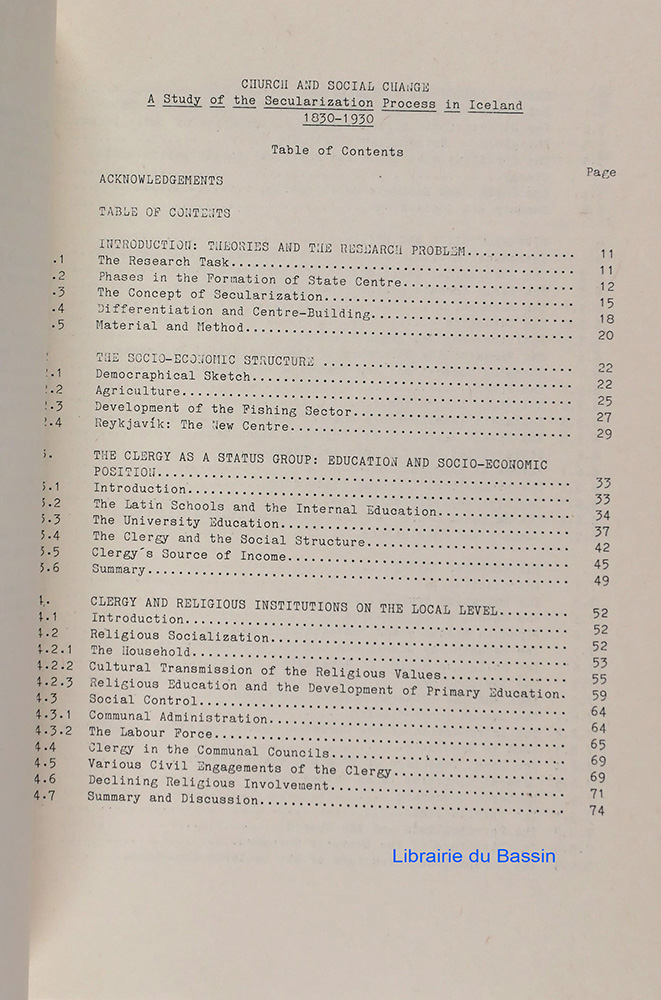 CHURCH AND SOCIAL CHANGE
A Study of the Secularization Process in Iceland
1830-1930
Table of Contents
Page
ACKNOWLEDGEMENTS
TABLE OF CONTENTS
INTRODUCTION: THEORIES AND THE RESEARCH PROBLEM.............. 11
.1 The Research Task.......................................... 11
.2 Phases in the Formation of State Centre..................... 12
.3 The Concept of Secularization.............................. 15
.4 Differentiation and Centre-Building......................... 18
.5 Material and Method........................................ 20
THE SOCIO-ECONOMIC STRUCTURE ............................... 22
.1 Democraphical Sketch....................................... 22
.2 Agriculture................................................ 25
.3 Development of the Fishing Sector........................... 27
.4 Reykjavík: The New Centre.................................. 29
3. THE CLERGY AS A STATUS GROUP: EDUCATION AND SOCIO-ECONOMIC
POSITION................................................... 33
3.1 Introduction............................................... 33
3.2 The Latin Schools and the Internal Education................ 34
3.3 The University Education................................... 37
3.4 The Clergy and the Social Structure......................... 42
3.5 Clergy's Source of Income.................................. 45
3.6 Summary.................................................... 49
4. CLERGY AND RELIGIOUS INSTITUTIONS ON THE LOCAL LEVEL......... 52
4.1 Introduction............................................... 52
4.2 Religious Socialization.................................... 52
4.2.1 The Household.............................................. 53
4.2.2 Cultural Transmission of the Religious Values............... 55
4.2.3 Religious Education and the Development of Primary Education. 59
4.3 Social Control............................................. 64
4.3.1 Communal Administration.................................... 64
4.3.2 The Labour Force........................................... 65
4.4 Clergy in the Communal Councils............................. 69
4.5 Various Civil Engagements of the Clergy..................... 69
4.6 Declining Religious Involvement............................. 71
4.7 Summary and Discussion..................................... 74
Librairie du Bassin